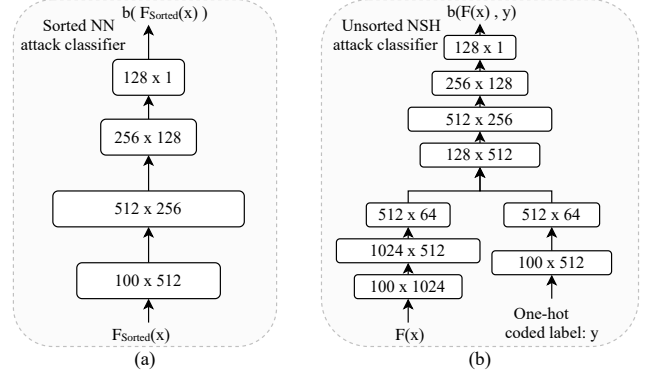 b( F_Sorted(x) )
Sorted NN
attack classifier
128 x 1
256 x 128
512 x 256
100 x 512
F_Sorted(x)
(a)
b(F(x) , y)
Unsorted NSH
attack classifier
128 x 1
256 x 128
512 x 256
128 x 512
512 x 64
512 x 64
1024 x 512
100 x 512
100 x 1024
One-hot
coded label: y
F(x)
(b)